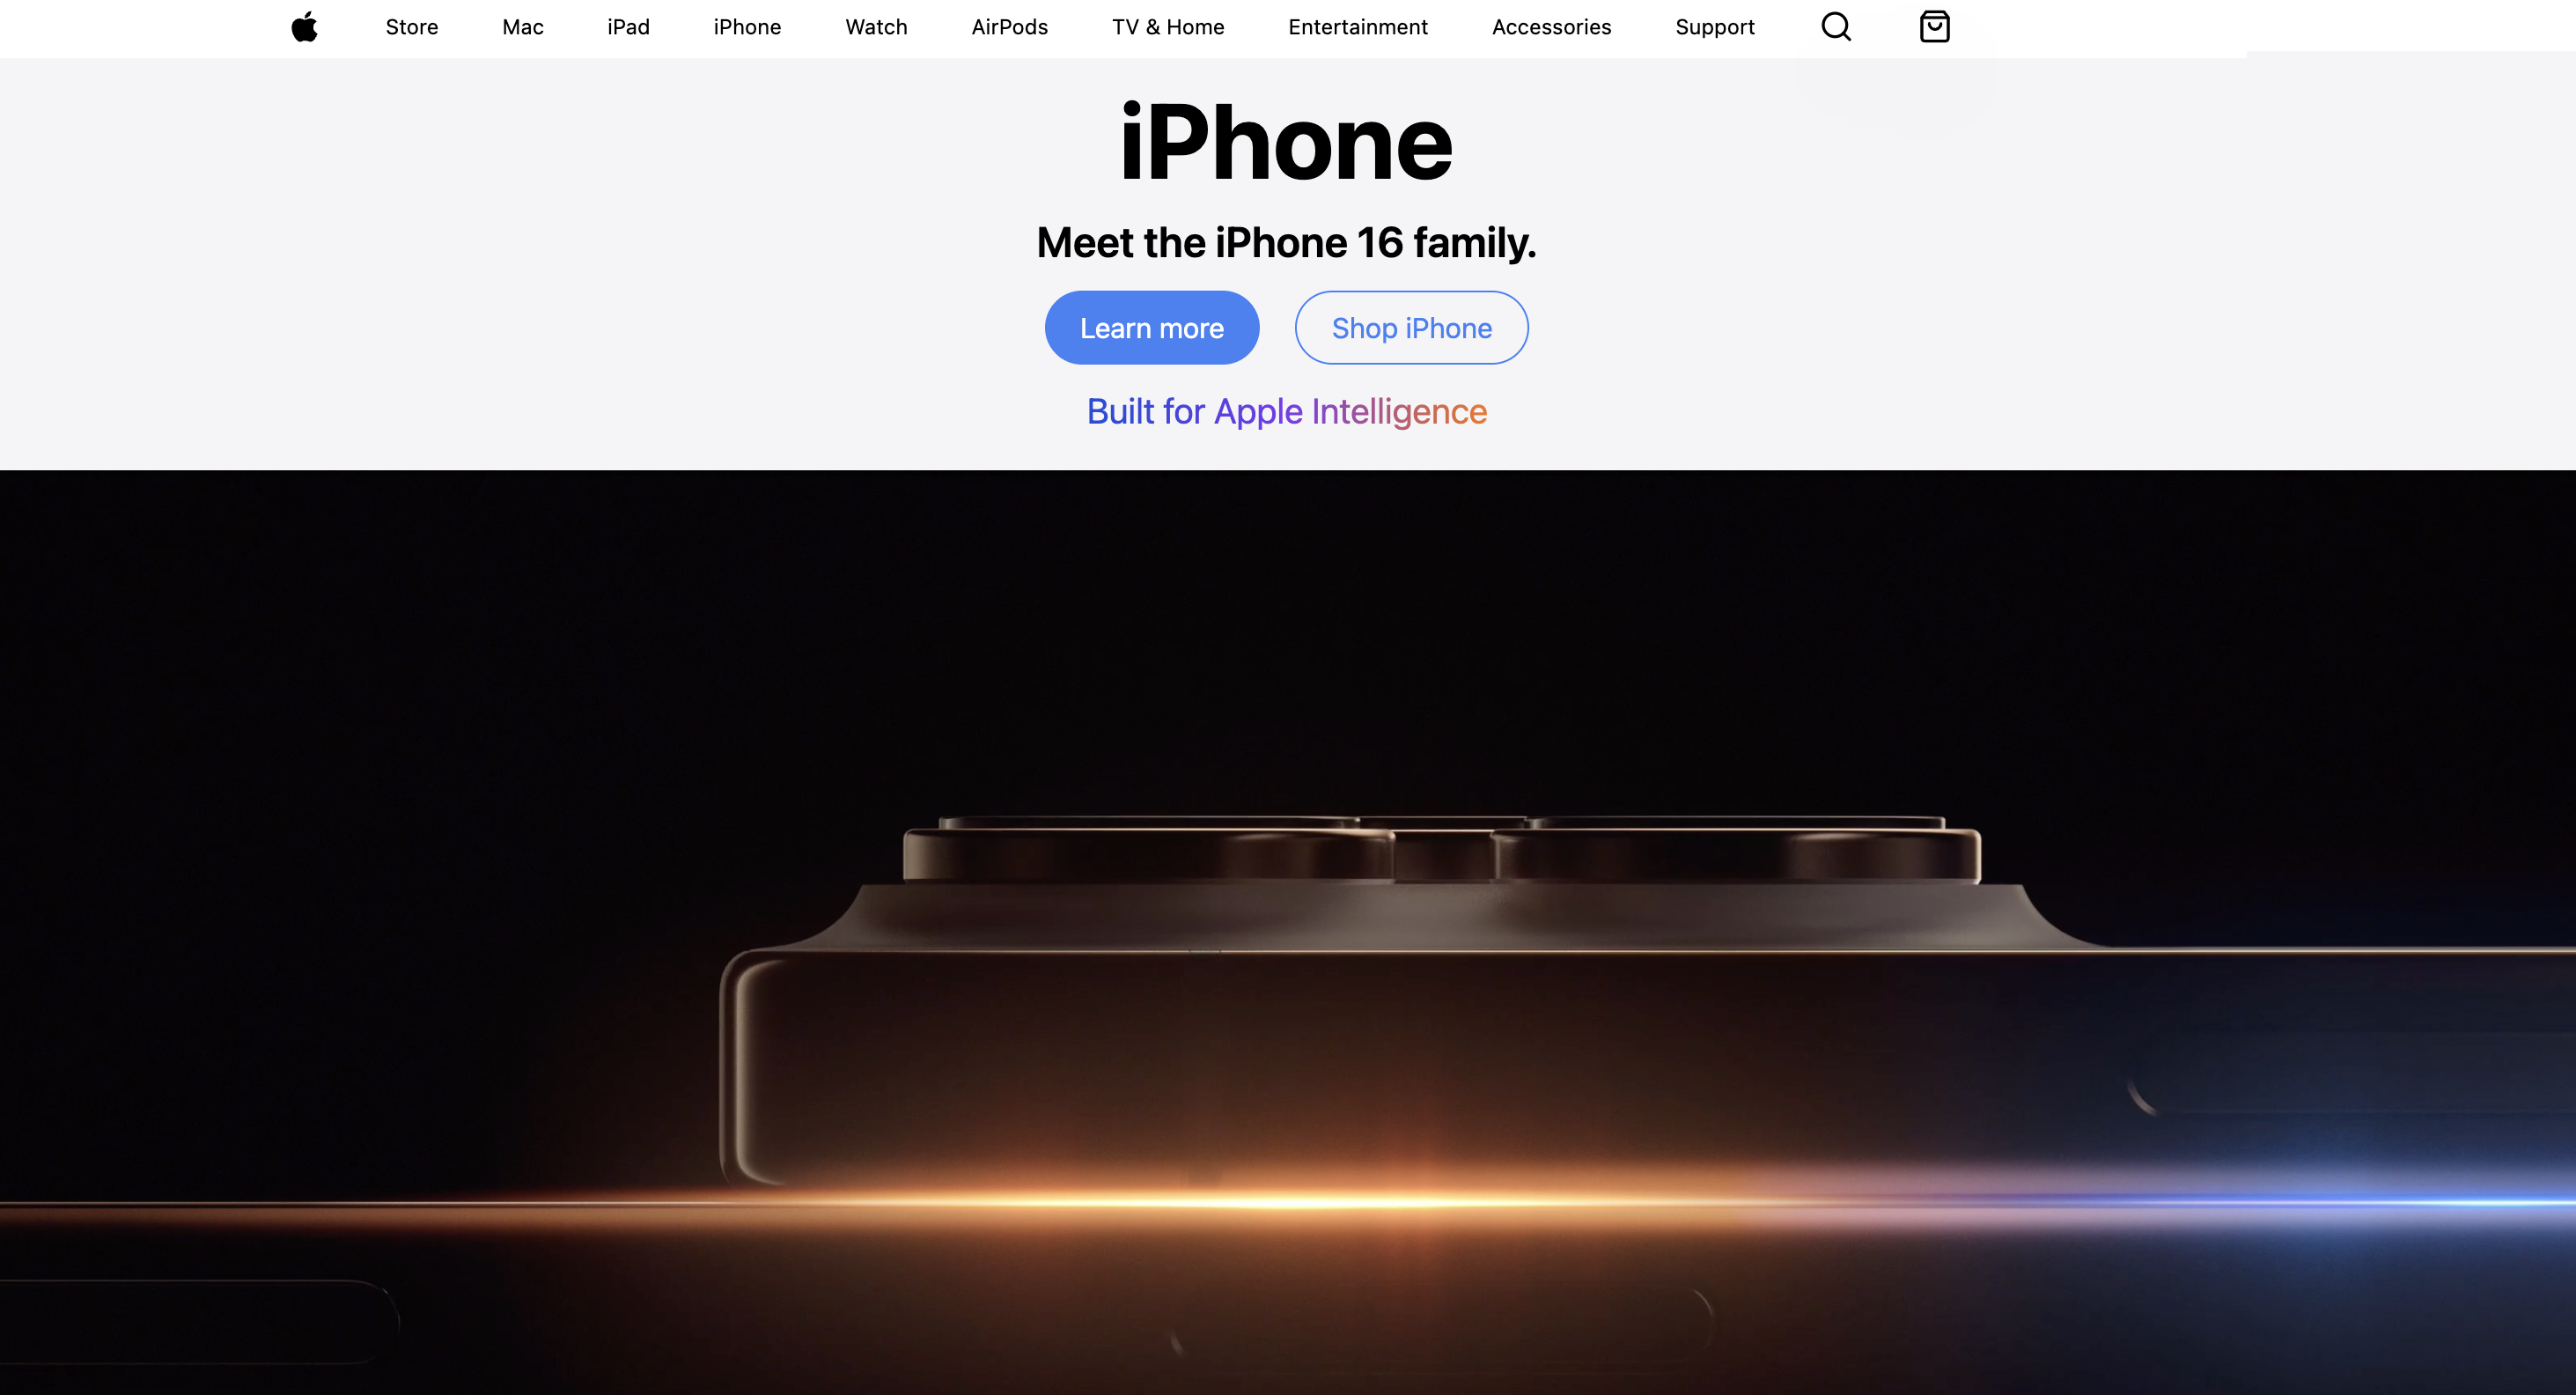 Store Mac iPad iPhone Watch AirPods TV & Home Entertainment Accessories Support
iPhone
Meet the iPhone 16 family.
Learn more Shop iPhone
Built for Apple Intelligence